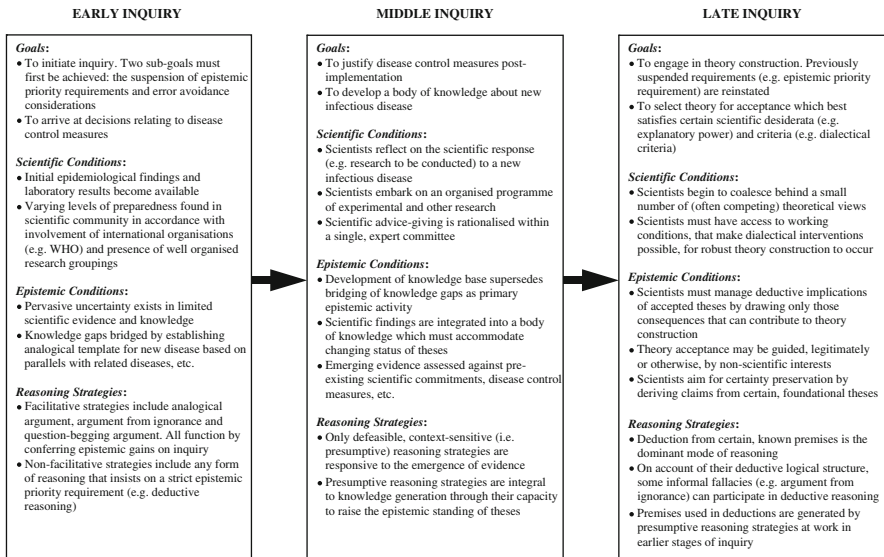 EARLY INQUIRY
Goals:
• To initiate inquiry. Two sub-goals must
first be achieved: the suspension of epistemic
priority requirements and error avoidance
considerations
• To arrive at decisions relating to disease
control measures
Scientific Conditions:
• Initial epidemiological findings and
laboratory results become available
• Varying levels of preparedness found in
scientific community in accordance with
involvement of international organisations
(e.g. WHO) and presence of well organised
research groupings
Epistemic Conditions:
• Pervasive uncertainty exists in limited
scientific evidence and knowledge
• Knowledge gaps bridged by establishing
analogical template for new disease based on
parallels with related diseases, etc.
Reasoning Strategies:
• Facilitative strategies include analogical
argument, argument from ignorance and
question-begging argument. All function by
conferring epistemic gains on inquiry
• Non-facilitative strategies include any form
of reasoning that insists on a strict epistemic
priority requirement (e.g. deductive
reasoning)
MIDDLE INQUIRY
Goals:
• To justify disease control measures post-
implementation
• To develop a body of knowledge about new
infectious disease
Scientific Conditions:
• Scientists reflect on the scientific response
(e.g. research to be conducted) to a new
infectious disease
• Scientists embark on an organised programme
of experimental and other research
• Scientific advice-giving is rationalised within
a single, expert committee
Epistemic Conditions:
• Development of knowledge base supersedes
bridging of knowledge gaps as primary
epistemic activity
• Scientific findings are integrated into a body
of knowledge which must accommodate
changing status of theses
• Emerging evidence assessed against pre-
existing scientific commitments, disease control
measures, etc.
Reasoning Strategies:
• Only defeasible, context-sensitive (i.e.
presumptive) reasoning strategies are
responsive to the emergence of evidence
• Presumptive reasoning strategies are integral
to knowledge generation through their capacity
to raise the epistemic standing of theses
LATE INQUIRY
Goals:
• To engage in theory construction. Previously
suspended requirements (e.g. epistemic priority
requirement) are reinstated
• To select theory for acceptance which best
satisfies certain scientific desiderata (e.g.
explanatory power) and criteria (e.g. dialectical
criteria)
Scientific Conditions:
• Scientists begin to coalesce behind a small
number of (often competing) theoretical views
• Scientists must have access to working
conditions, that make dialectical interventions
possible, for robust theory construction to occur
Epistemic Conditions:
• Scientists must manage deductive implications
of accepted theses by drawing only those
consequences that can contribute to theory
construction
• Theory acceptance may be guided, legitimately
or otherwise, by non-scientific interests
• Scientists aim for certainty preservation by
deriving claims from certain, foundational theses
Reasoning Strategies:
• Deduction from certain, known premises is the
dominant mode of reasoning
• On account of their deductive logical structure,
some informal fallacies (e.g. argument from
ignorance) can participate in deductive reasoning
• Premises used in deductions are generated by
presumptive reasoning strategies at work in
earlier stages of inquiry